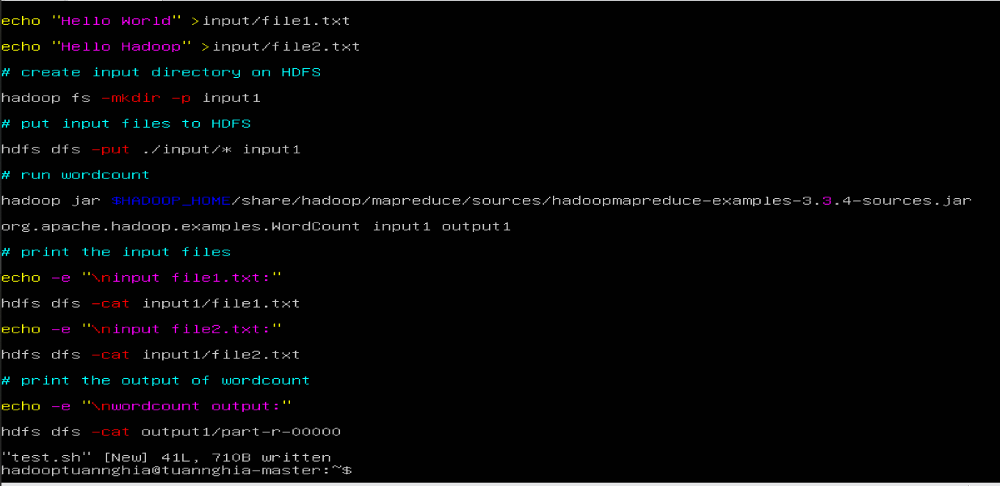 echo "Hello World" >input/file1.txt
echo "Hello Hadoop" >input/file2.txt
# create input directory on HDFS
hadoop fs -mkdir -p input1
# put input files to HDFS
hdfs dfs -put ./input/* input1
# run wordcount
hadoop jar $HADOOP_HOME/share/hadoop/mapreduce/sources/hadoopmapreduce-examples-3.3.4-sources.jar
org.apache.hadoop.examples.WordCount input1 output1
# print the input files
echo -e "\ninput file1.txt:"
hdfs dfs -cat input1/file1.txt
echo -e "\ninput file2.txt:"
hdfs dfs -cat input1/file2.txt
# print the output of wordcount
echo -e "\nwordcount output:"
hdfs dfs -cat output1/part-r-00000
"test.sh" [New] 41L, 710B written
hadooptuannghia@tuannghia-master:~$